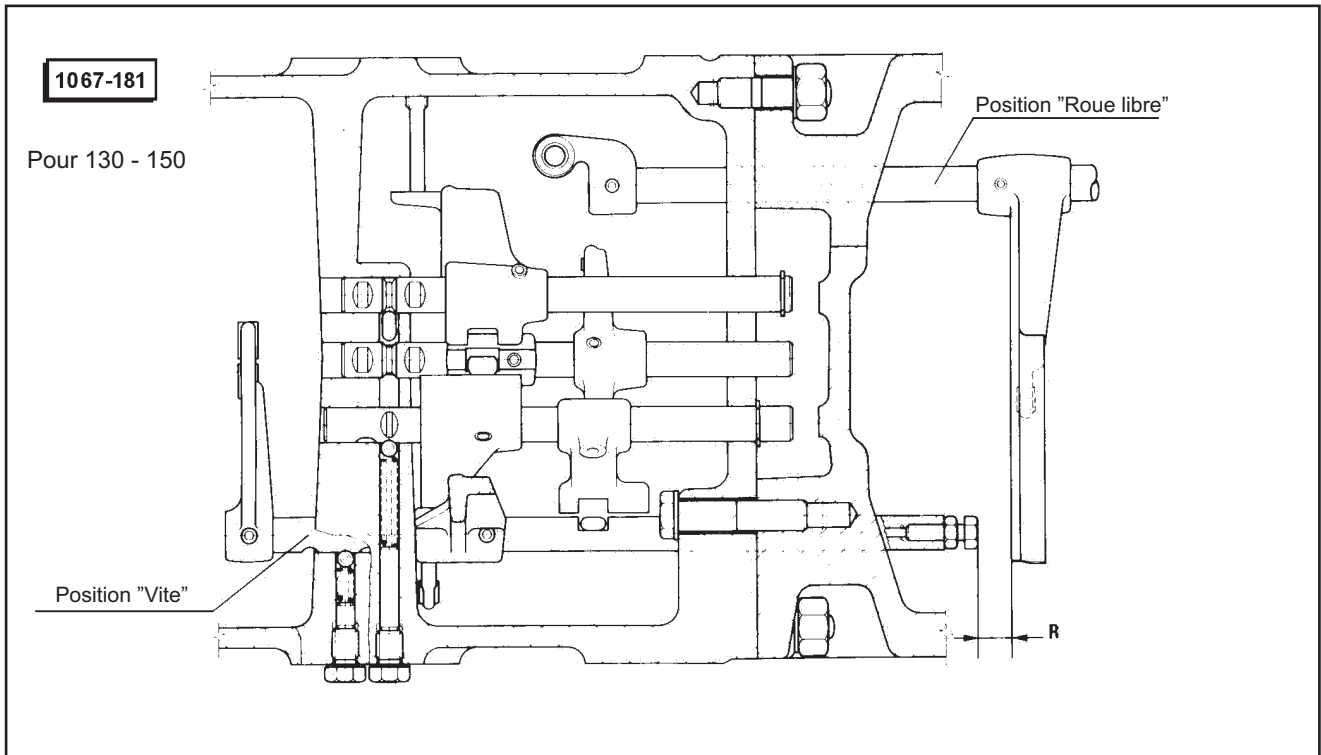 1067-181
Pour 130 - 150
Position ”Roue libre”
Position ”Vite”
R